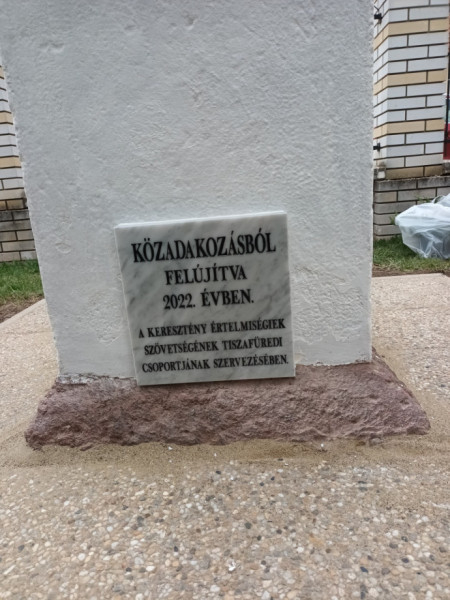 KÖZADAKOZÁSBÓL
FELÚJÍTVA
2022. ÉVBEN.
A KERESZTÉNY ÉRTELMISÉGIEK
SZÖVETSÉGÉNEK TISZAFÜREDI
CSOPORTJÁNAK SZERVEZÉSÉBEN.